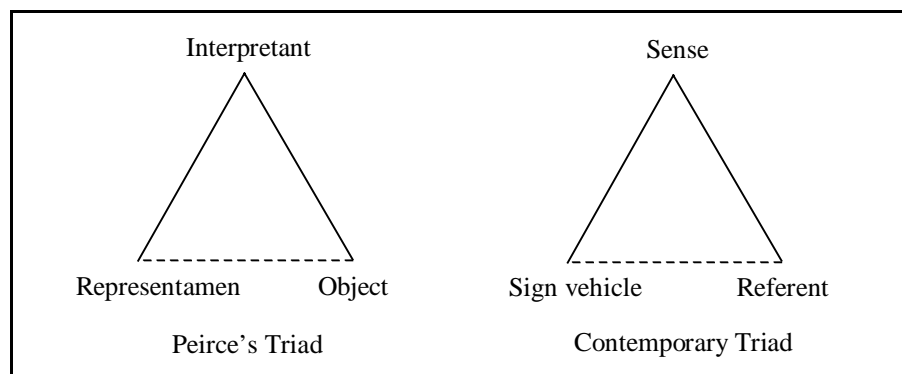 Interpretant
Sense
Representamen
Object
Sign vehicle
Referent
Peirce’s Triad
Contemporary Triad